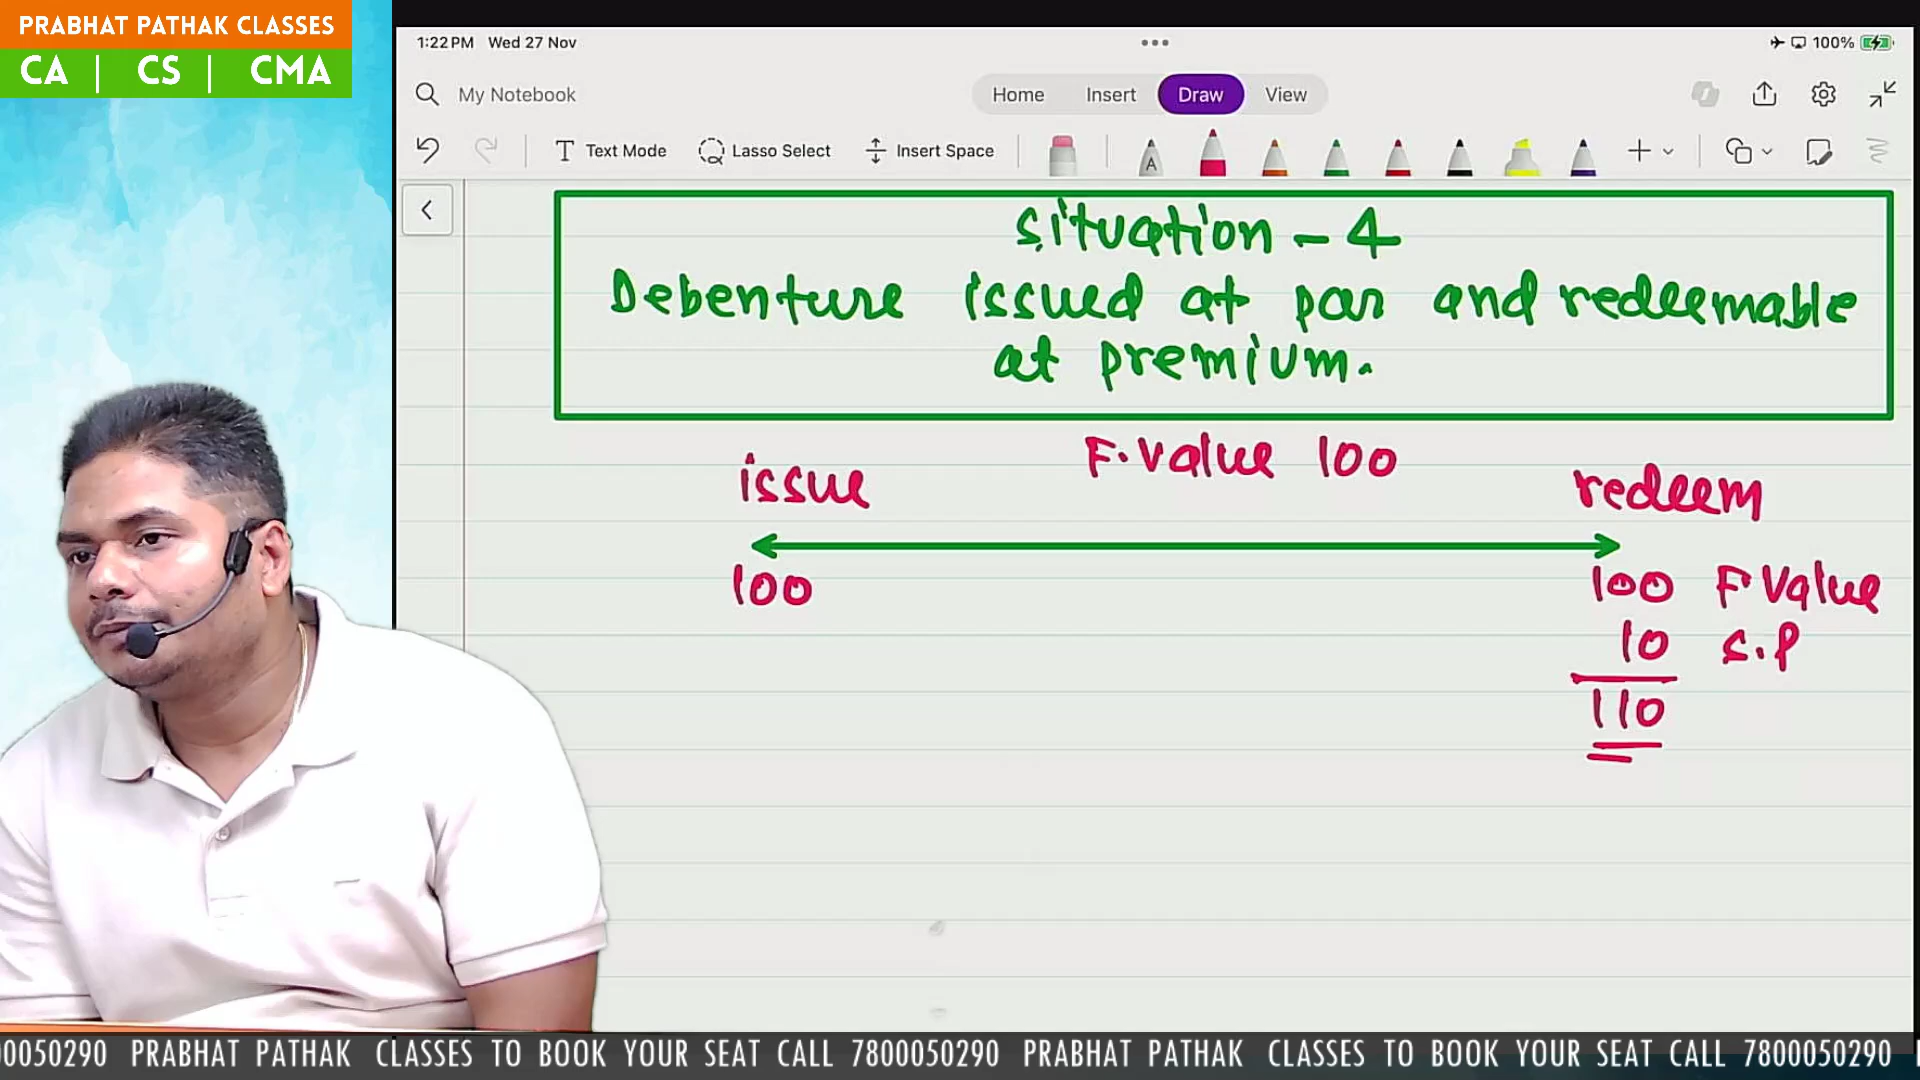 PRABHAT PATHAK CLASSES
CA | CS | CMA
1:22 PM Wed 27 Nov
100%
My Notebook
Home Insert Draw View
Text Mode Lasso Select Insert Space
A
Situation - 4
Debenture issued at par and redeemable
at premium.
F. Value 100
issue
redeem
100
100 F. Value
10 S.P
110
00050290 PRABHAT PATHAK CLASSES TO BOOK YOUR SEAT CALL 7800050290 PRABHAT PATHAK CLASSES TO BOOK YOUR SEAT CALL 7800050290